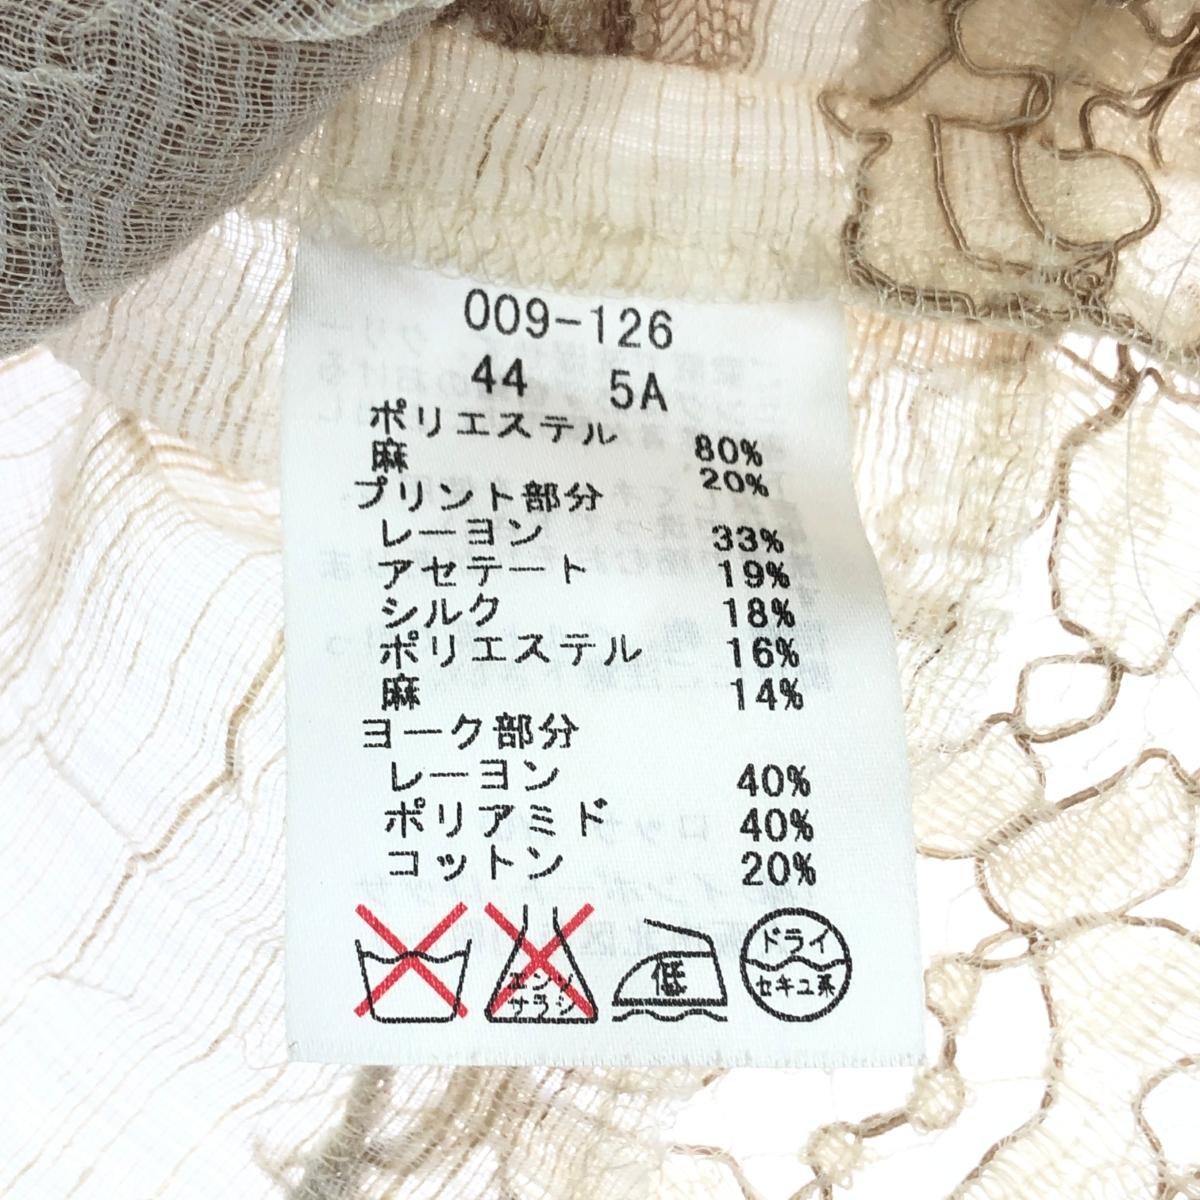 009-126
44 5A
ポリエステル 80%
麻 20%
プリント部分
レーヨン 33%
アセテート 19%
シルク 18%
ポリエステル 16%
麻 14%
ヨーク部分
レーヨン 40%
ポリアミド 40%
コットン 20%
エンソ
サラシ
低
ドライ
セキユ系